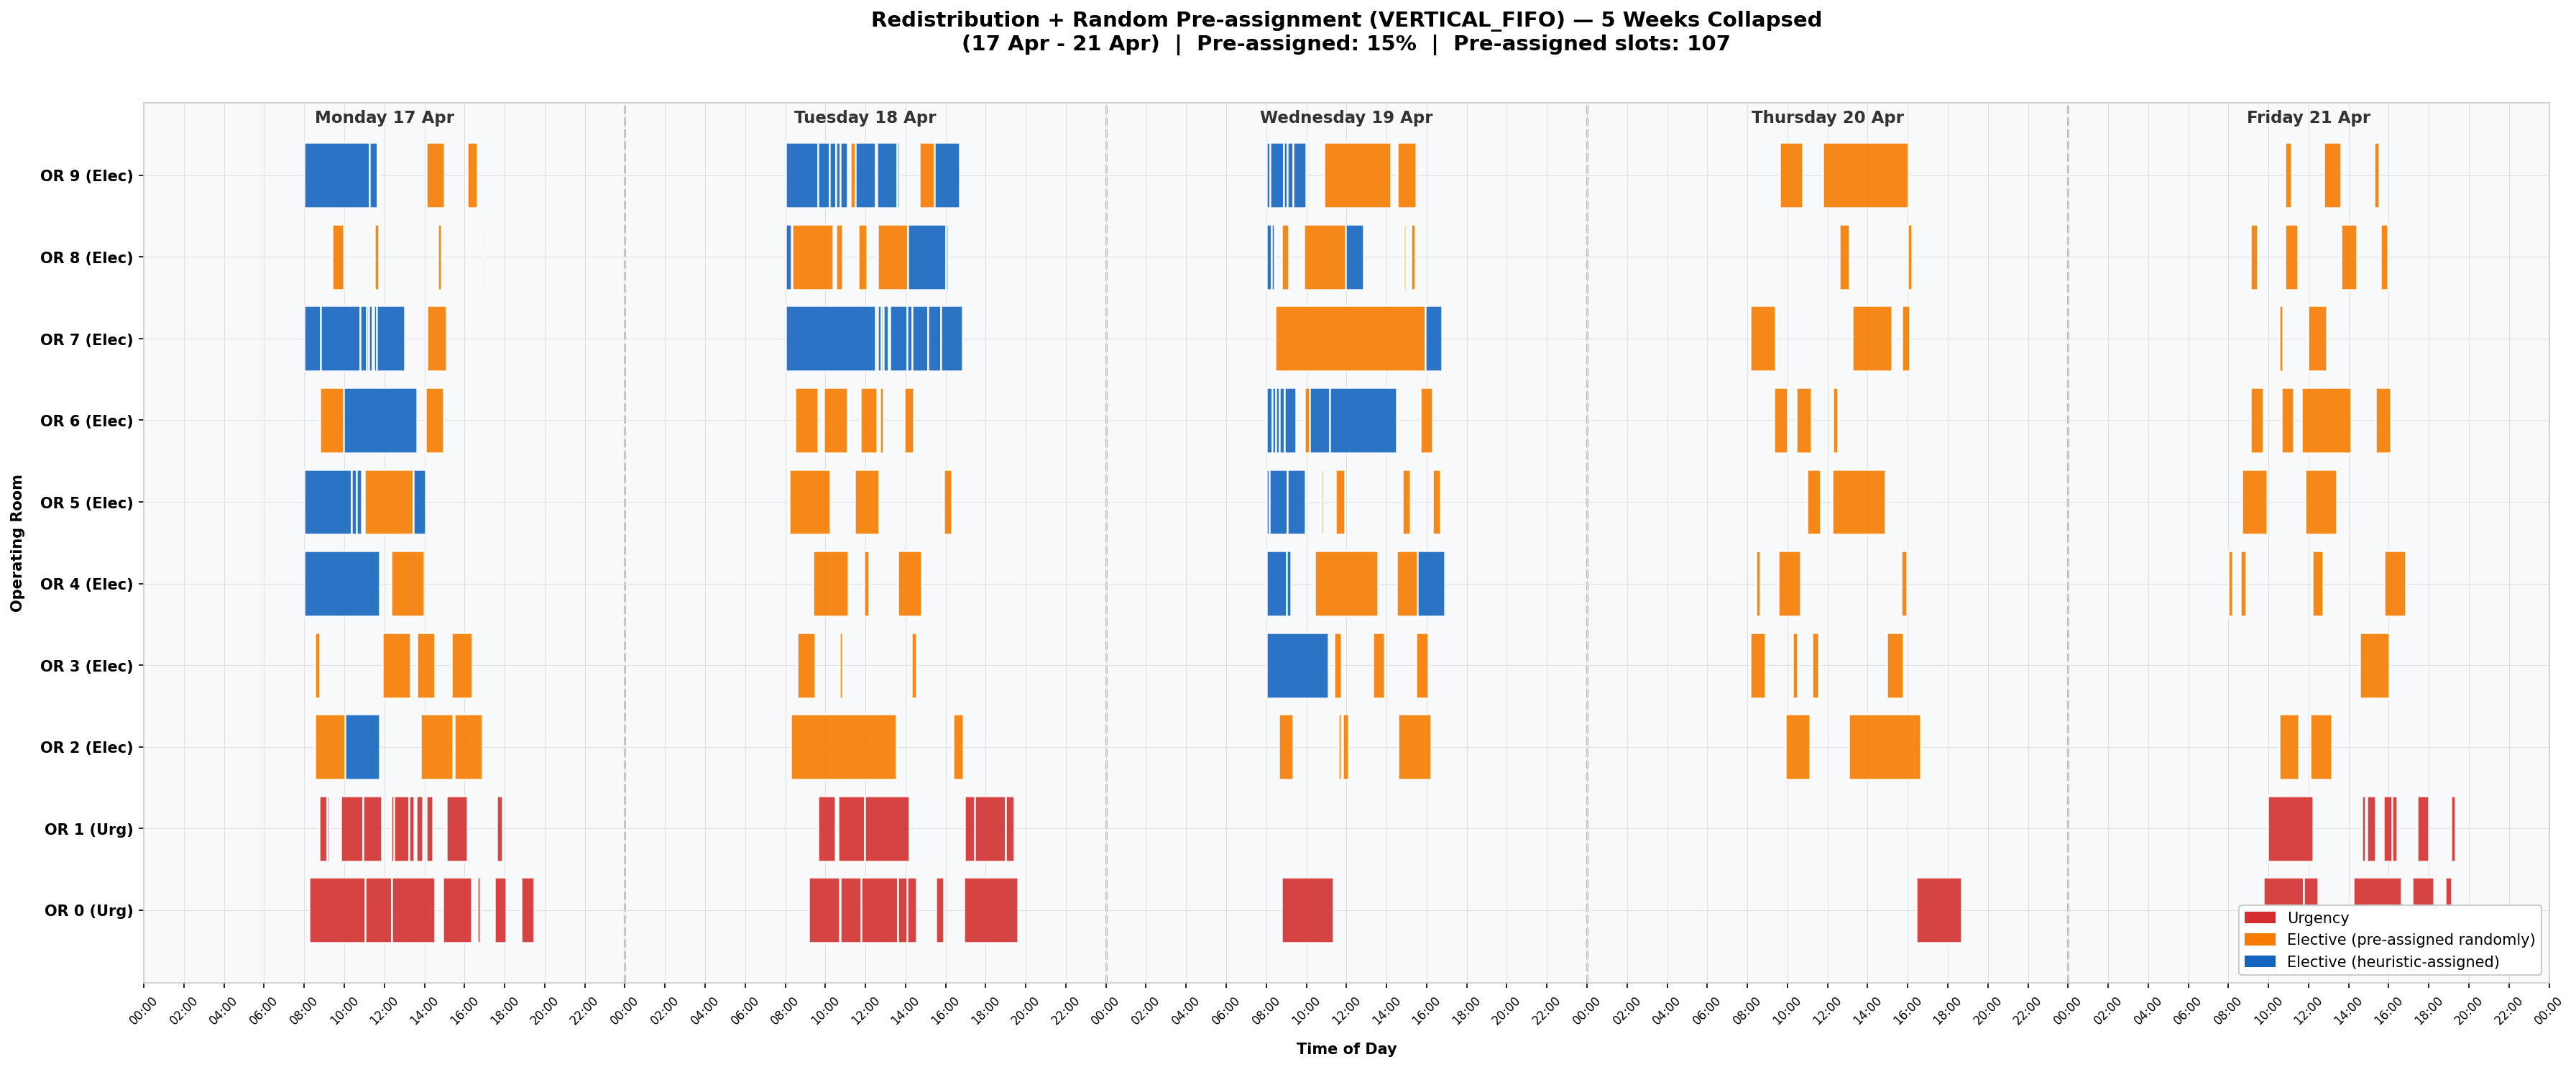 Redistribution + Random Pre-assignment (VERTICAL_FIFO) — 5 Weeks Collapsed
(17 Apr - 21 Apr)  |  Pre-assigned: 15%  |  Pre-assigned slots: 107
Monday 17 Apr
Tuesday 18 Apr
Wednesday 19 Apr
Thursday 20 Apr
Friday 21 Apr
Operating Room
OR 9 (Elec)
OR 8 (Elec)
OR 7 (Elec)
OR 6 (Elec)
OR 5 (Elec)
OR 4 (Elec)
OR 3 (Elec)
OR 2 (Elec)
OR 1 (Urg)
OR 0 (Urg)
Urgency
Elective (pre-assigned randomly)
Elective (heuristic-assigned)
00:00 02:00 04:00 06:00 08:00 10:00 12:00 14:00 16:00 18:00 20:00 22:00 00:00 02:00 04:00 06:00 08:00 10:00 12:00 14:00 16:00 18:00 20:00 22:00 00:00 02:00 04:00 06:00 08:00 10:00 12:00 14:00 16:00 18:00 20:00 22:00 00:00 02:00 04:00 06:00 08:00 10:00 12:00 14:00 16:00 18:00 20:00 22:00 00:00 02:00 04:00 06:00 08:00 10:00 12:00 14:00 16:00 18:00 20:00 22:00 00:00
Time of Day